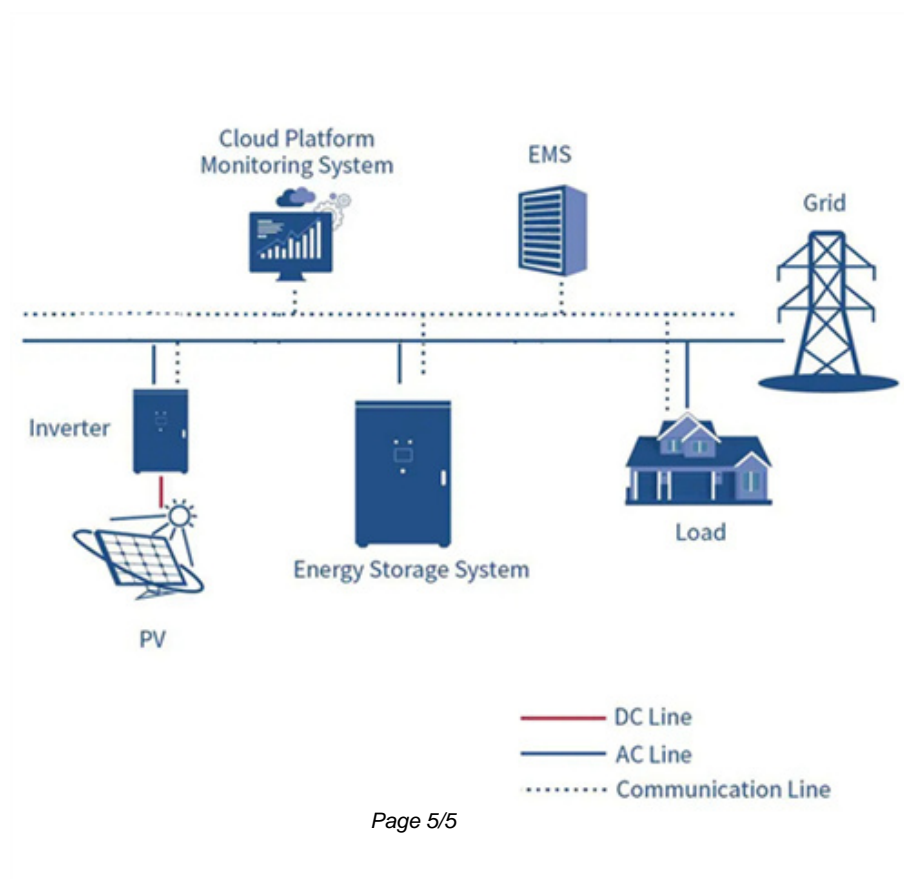 Cloud Platform
Monitoring System
EMS
Grid
Inverter
Load
Energy Storage System
PV
DC Line
AC Line
Communication Line
Page 5/5